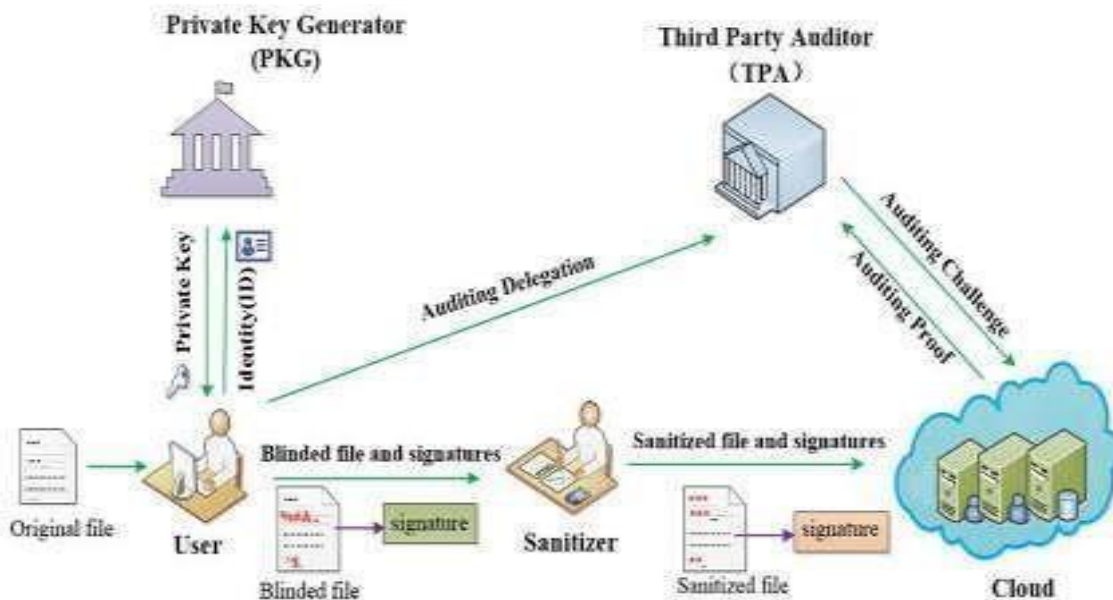 Private Key Generator
(PKG)
Third Party Auditor
（TPA）
Private Key
Identity(ID)
Auditing Delegation
Auditing Challenge
Auditing Proof
Blinded file and signatures
Sanitized file and signatures
Original file
User
signature
Sanitizer
signature
Blinded file
Sanitized file
Cloud